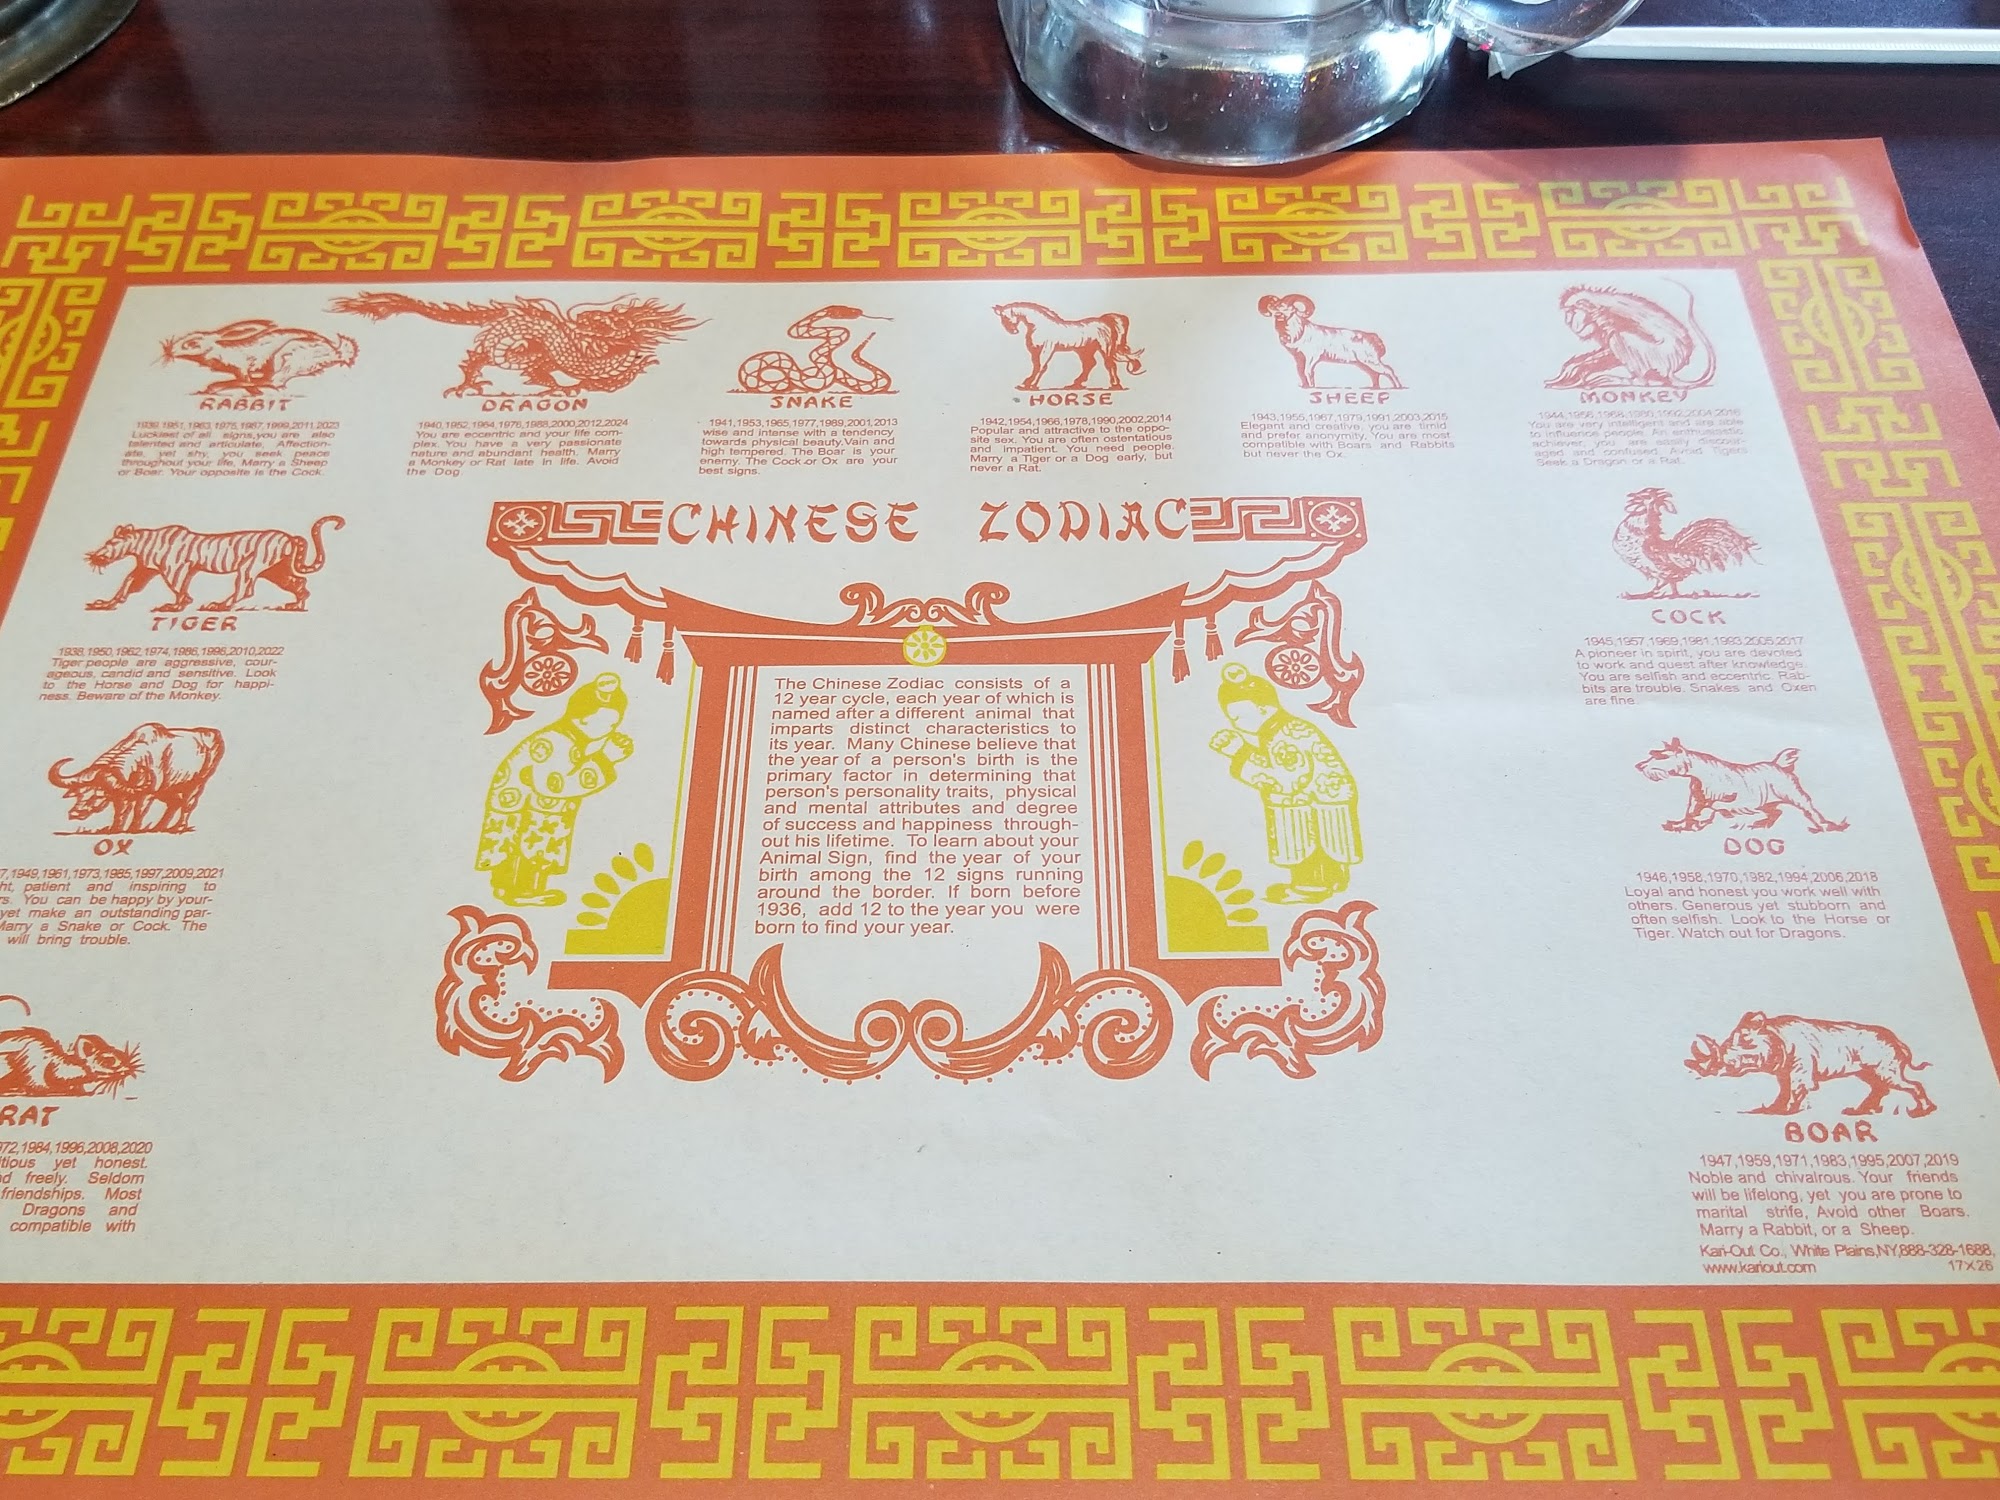 RABBIT
1939,1951,1963,1975,1987,1999,2011,2023
Luckiest of all signs,you are also
talented and articulate. Affection-
ate, yet shy, you seek peace
throughout your life. Marry a Sheep
or Boar. Your opposite is the Cock.
DRAGON
1940,1952,1964,1976,1988,2000,2012,2024
You are eccentric and your life com-
plex. You have a very passionate
nature and abundant health. Marry
a Monkey or Rat late in life. Avoid
the Dog.
SNAKE
1941,1953,1965,1977,1989,2001,2013
wise and intense with a tendency
towards physical beauty.Vain and
high tempered. The Boar is your
enemy. The Cock or Ox are your
best signs.
HORSE
1942,1954,1966,1978,1990,2002,2014
Popular and attractive to the oppo-
site sex. You are often ostentatious
and impatient. You need people.
Marry a Tiger or a Dog early, but
never a Rat.
SHEEP
1943,1955,1967,1979,1991,2003,2015
Elegant and creative, you are timid
and prefer anonymity. You are most
compatible with Boars and Rabbits
but never the Ox.
MONKEY
1944,1956,1968,1980,1992,2004,2016
You are very intelligent and are able
to influence people. An enthusiastic
achiever, you are easily discour-
aged and confused. Avoid Tigers.
Seek a Dragon or a Rat.
CHINESE ZODIAC
TIGER
1938,1950,1962,1974,1986,1998,2010,2022
Tiger people are aggressive, cour-
ageous, candid and sensitive. Look
to the Horse and Dog for happi-
ness. Beware of the Monkey.
COCK
1945,1957,1969,1981,1993,2005,2017
A pioneer in spirit, you are devoted
to work and quest after knowledge.
You are selfish and eccentric. Rab-
bits are trouble. Snakes and Oxen
are fine.
The Chinese Zodiac consists of a
12 year cycle, each year of which is
named after a different animal that
imparts distinct characteristics to
its year. Many Chinese believe that
the year of a person's birth is the
primary factor in determining that
person's personality traits, physical
and mental attributes and degree
of success and happiness through-
out his lifetime. To learn about your
Animal Sign, find the year of your
birth among the 12 signs running
around the border. If born before
1936, add 12 to the year you were
born to find your year.
OX
,1949,1961,1973,1985,1997,2009,2021
patient and inspiring to
You can be happy by your-
yet make an outstanding par-
Marry a Snake or Cock. The
will bring trouble.
DOG
1946,1958,1970,1982,1994,2006,2018
Loyal and honest you work well with
others. Generous yet stubborn and
often selfish. Look to the Horse or
Tiger. Watch out for Dragons.
RAT
1984,1996,2008,2020
yet honest.
freely. Seldom
friendships. Most
Dragons and
compatible with
BOAR
1947,1959,1971,1983,1995,2007,2019
Noble and chivalrous. Your friends
will be lifelong, yet you are prone to
marital strife, Avoid other Boars.
Marry a Rabbit, or a Sheep.
Kari-Out Co., White Plains,NY,888-328-1688,
www.kariout.com 17X26